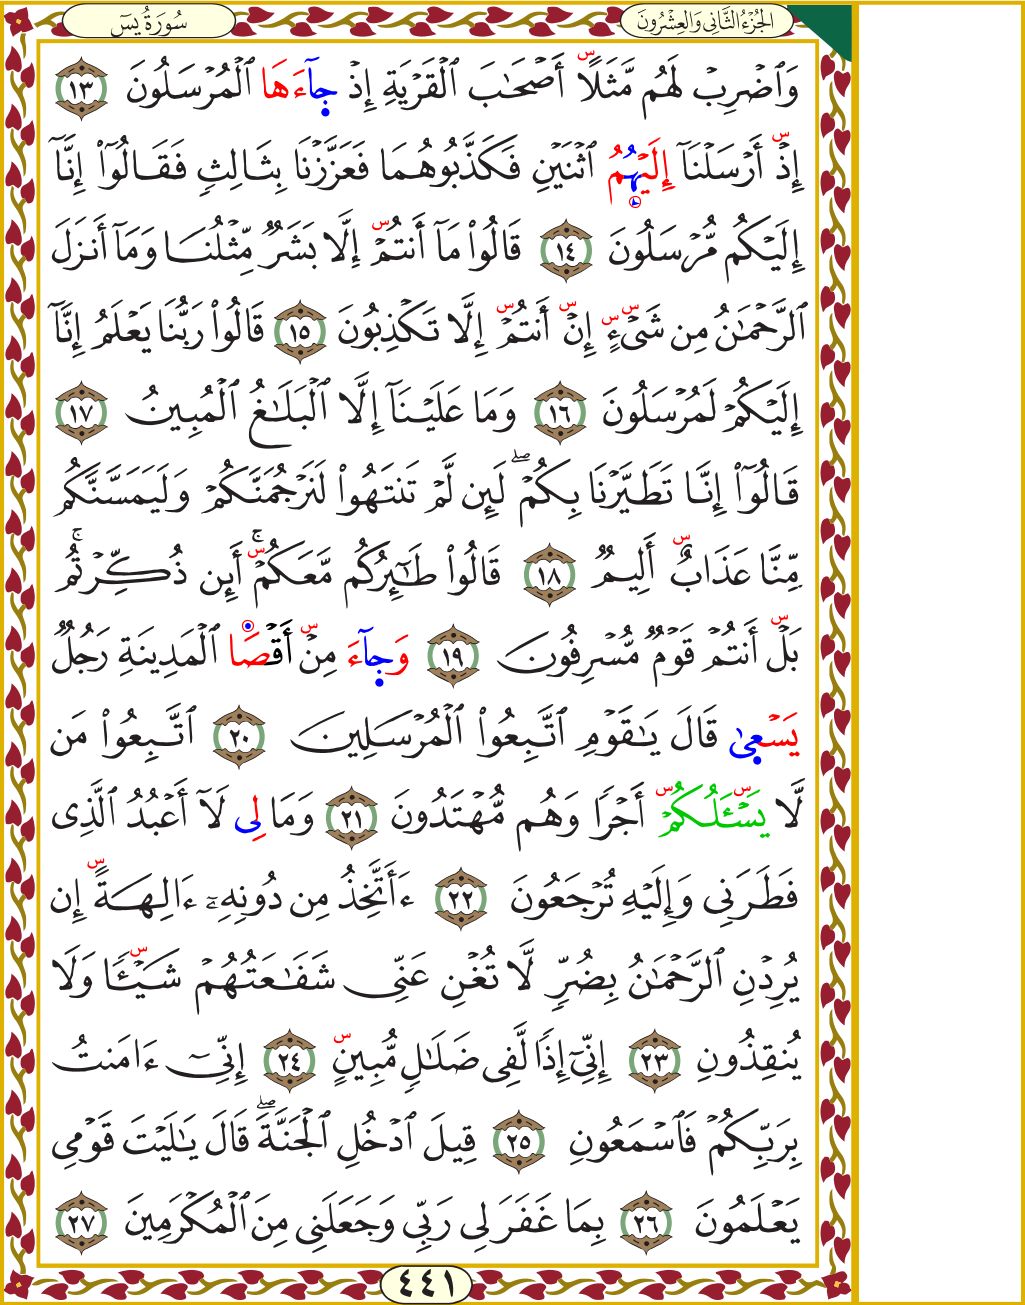 الجُزْءُ الثَّانِي وَالعِشْرُونَ
سُورَةُ يسٓ
وَٱضْرِبْ لَهُم مَّثَلًا أَصْحَـٰبَ ٱلْقَرْيَةِ إِذْ جَآءَهَا ٱلْمُرْسَلُونَ ١٣
إِذْ أَرْسَلْنَآ إِلَيْهُمُ ٱثْنَيْنِ فَكَذَّبُوهُمَا فَعَزَّزْنَا بِثَالِثٍ فَقَالُوٓا۟ إِنَّآ
إِلَيْكُم مُّرْسَلُونَ ١٤ قَالُوا۟ مَآ أَنتُمْ إِلَّا بَشَرٌ مِّثْلُنَا وَمَآ أَنزَلَ
ٱلرَّحْمَـٰنُ مِن شَىْءٍ إِنْ أَنتُمْ إِلَّا تَكْذِبُونَ ١٥ قَالُوا۟ رَبُّنَا يَعْلَمُ إِنَّآ
إِلَيْكُمْ لَمُرْسَلُونَ ١٦ وَمَا عَلَيْنَآ إِلَّا ٱلْبَلَـٰغُ ٱلْمُبِينُ ١٧
قَالُوٓا۟ إِنَّا تَطَيَّرْنَا بِكُمْ ۖ لَئِن لَّمْ تَنتَهُوا۟ لَنَرْجُمَنَّكُمْ وَلَيَمَسَّنَّكُم
مِّنَّا عَذَابٌ أَلِيمٌ ١٨ قَالُوا۟ طَـٰٓئِرُكُم مَّعَكُمْ ۚ أَئِن ذُكِّرْتُم ۚ
بَلْ أَنتُمْ قَوْمٌ مُّسْرِفُونَ ١٩ وَجَآءَ مِنْ أَقْصَا ٱلْمَدِينَةِ رَجُلٌ
يَسْعَىٰ قَالَ يَـٰقَوْمِ ٱتَّبِعُوا۟ ٱلْمُرْسَلِينَ ٢٠ ٱتَّبِعُوا۟ مَن
لَّا يَسْـَٔلُكُمْ أَجْرًا وَهُم مُّهْتَدُونَ ٢١ وَمَا لِى لَآ أَعْبُدُ ٱلَّذِى
فَطَرَنِى وَإِلَيْهِ تُرْجَعُونَ ٢٢ ءَأَتَّخِذُ مِن دُونِهِۦٓ ءَالِهَةً إِن
يُرِدْنِ ٱلرَّحْمَـٰنُ بِضُرٍّ لَّا تُغْنِ عَنِّى شَفَـٰعَتُهُمْ شَيْـًٔا وَلَا
يُنقِذُونِ ٢٣ إِنِّىٓ إِذًا لَّفِى ضَلَـٰلٍ مُّبِينٍ ٢٤ إِنِّىٓ ءَامَنتُ
بِرَبِّكُمْ فَٱسْمَعُونِ ٢٥ قِيلَ ٱدْخُلِ ٱلْجَنَّةَ ۖ قَالَ يَـٰلَيْتَ قَوْمِى
يَعْلَمُونَ ٢٦ بِمَا غَفَرَ لِى رَبِّى وَجَعَلَنِى مِنَ ٱلْمُكْرَمِينَ ٢٧
٤٤١